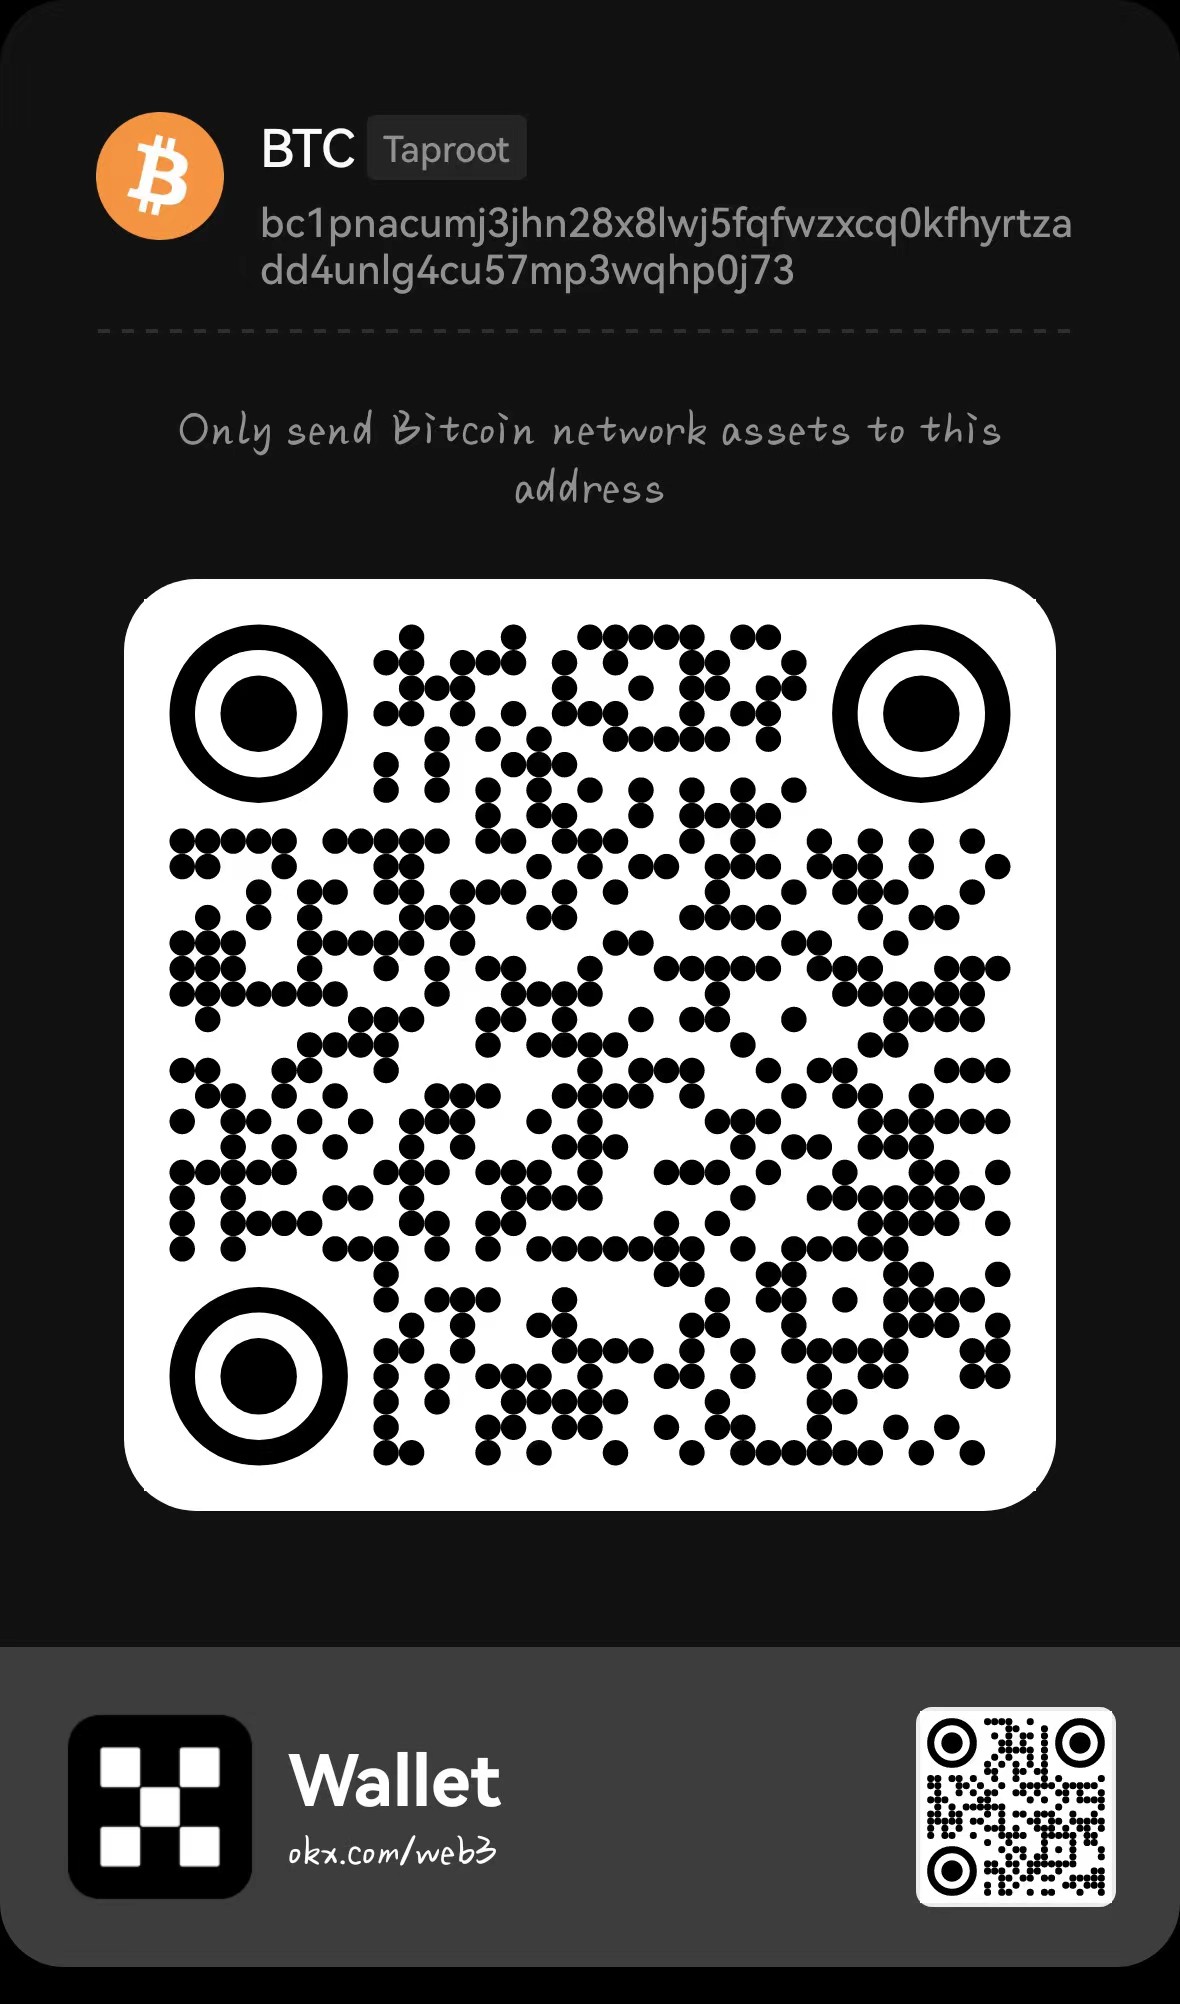 BTC Taproot
bc1pnacumj3jhn28x8lwj5fqfwzxcq0kfhyrtza
dd4unlg4cu57mp3wqhp0j73
Only send Bitcoin network assets to this
address
Wallet
okx.com/web3